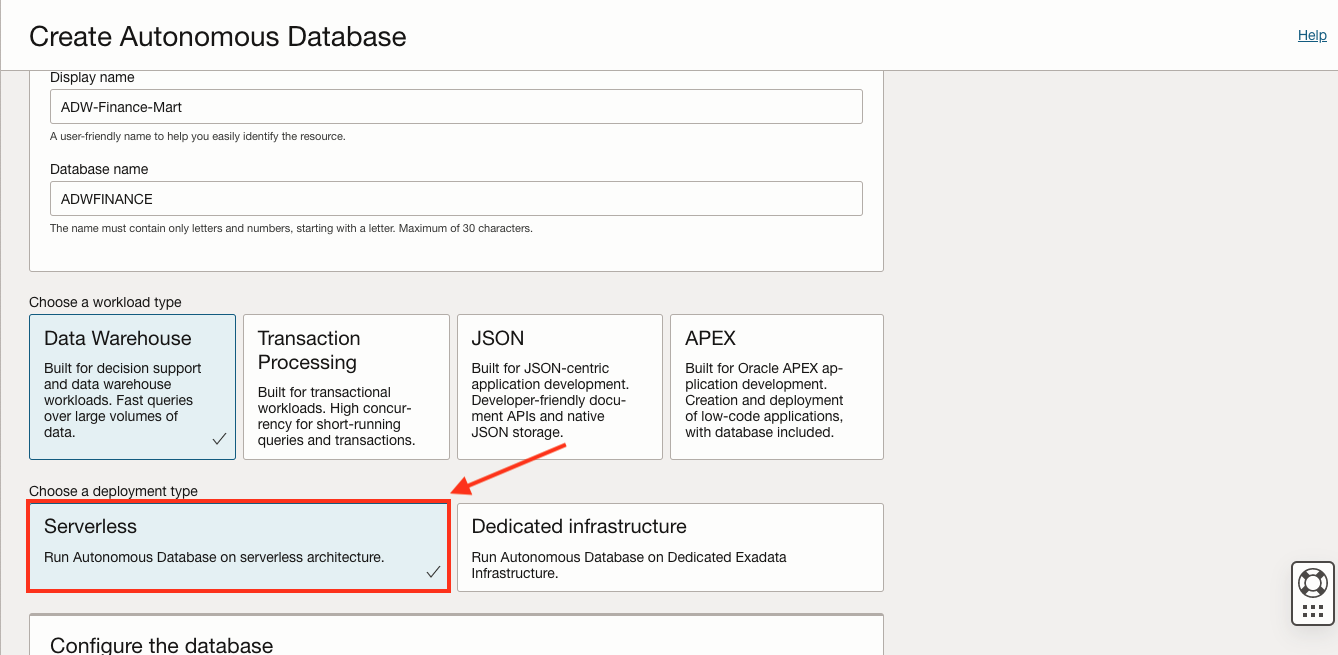 Create Autonomous Database
Help
Display name
ADW-Finance-Mart
A user-friendly name to help you easily identify the resource.
Database name
ADWFINANCE
The name must contain only letters and numbers, starting with a letter. Maximum of 30 characters.
Choose a workload type
Data Warehouse
Built for decision support
and data warehouse
workloads. Fast queries
over large volumes of
data.
Transaction
Processing
Built for transactional
workloads. High concur-
rency for short-running
queries and transactions.
JSON
Built for JSON-centric
application development.
Developer-friendly docu-
ment APIs and native
JSON storage.
APEX
Built for Oracle APEX ap-
plication development.
Creation and deployment
of low-code applications,
with database included.
Choose a deployment type
Serverless
Run Autonomous Database on serverless architecture.
Dedicated infrastructure
Run Autonomous Database on Dedicated Exadata
Infrastructure.
Configure the database